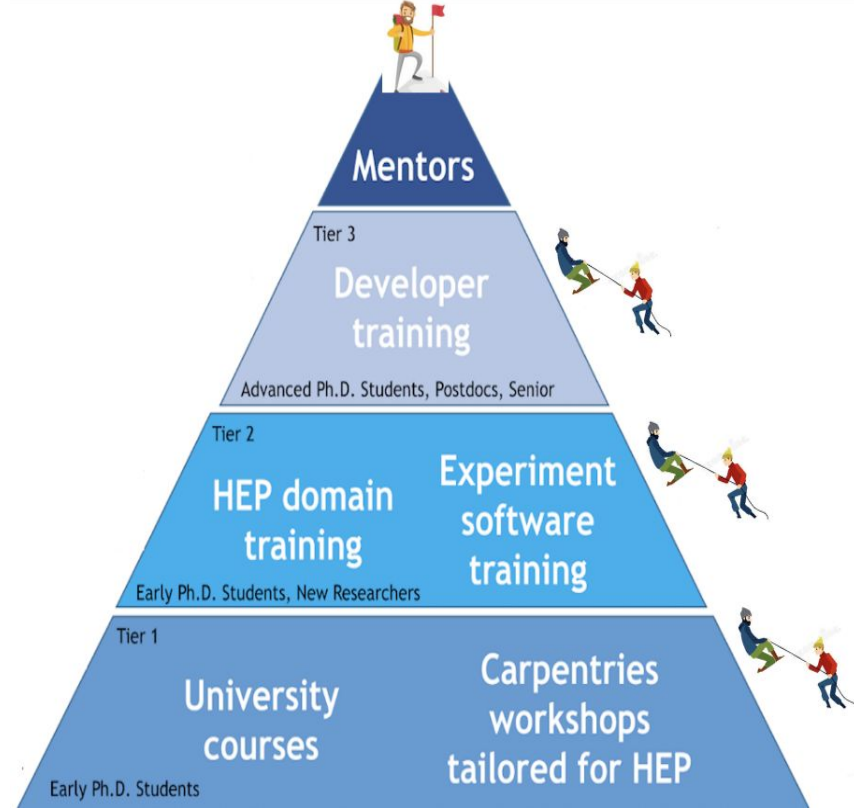 Mentors
Tier 3
Developer
training
Advanced Ph.D. Students, Postdocs, Senior
Tier 2
HEP domain
training
Experiment
software
training
Early Ph.D. Students, New Researchers
Tier 1
University
courses
Carpentries
workshops
tailored for HEP
Early Ph.D. Students